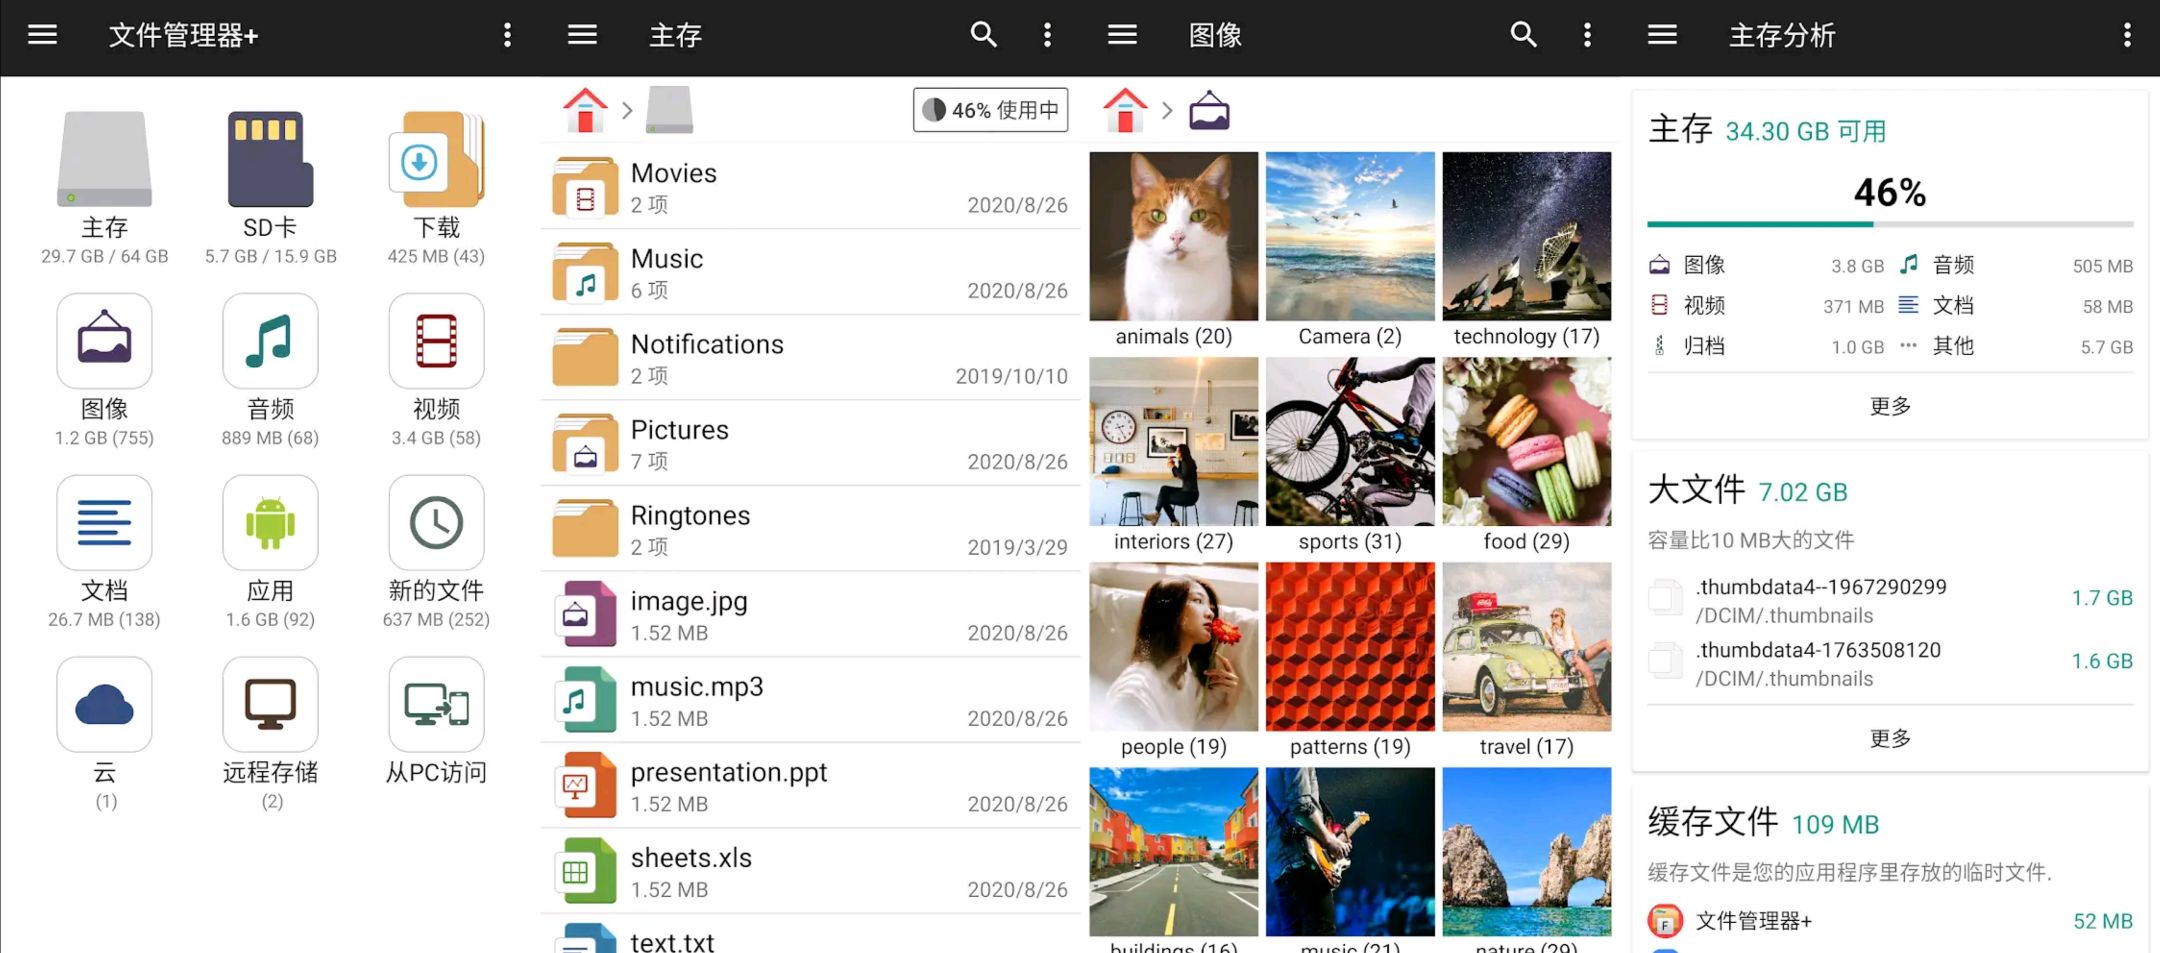 文件管理器+
主存
29.7 GB / 64 GB
SD卡
5.7 GB / 15.9 GB
下载
425 MB (43)
图像
1.2 GB (755)
音频
889 MB (68)
视频
3.4 GB (58)
文档
26.7 MB (138)
应用
1.6 GB (92)
新的文件
637 MB (252)
云
(1)
远程存储
(2)
从PC访问
主存
46% 使用中
Movies
2 项
2020/8/26
Music
6 项
2020/8/26
Notifications
2 项
2019/10/10
Pictures
7 项
2020/8/26
Ringtones
2 项
2019/3/29
image.jpg
1.52 MB
2020/8/26
music.mp3
1.52 MB
2020/8/26
presentation.ppt
1.52 MB
2020/8/26
sheets.xls
1.52 MB
2020/8/26
text.txt
图像
animals (20)
Camera (2)
technology (17)
interiors (27)
sports (31)
food (29)
people (19)
patterns (19)
travel (17)
buildings (16)
music (21)
nature (29)
主存分析
主存 34.30 GB 可用
46%
图像 3.8 GB
音频 505 MB
视频 371 MB
文档 58 MB
归档 1.0 GB
其他 5.7 GB
更多
大文件 7.02 GB
容量比10 MB大的文件
.thumbdata4--1967290299
/DCIM/.thumbnails
1.7 GB
.thumbdata4-1763508120
/DCIM/.thumbnails
1.6 GB
更多
缓存文件 109 MB
缓存文件是您的应用程序里存放的临时文件.
F
文件管理器+
52 MB